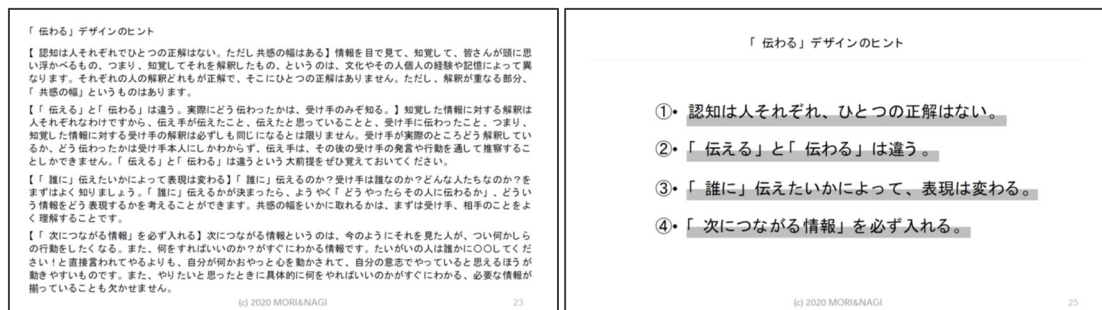 「 伝わる」デザインのヒント
【 認知は人それぞれでひとつの正解はない。ただし共感の幅はある】情報を目で見て、知覚して、皆さんが頭に思
い浮かべるもの、つまり、知覚してそれを解釈したもの、というのは、文化やその人個人の経験や記憶によって異
なります。それぞれの人の解釈どれもが正解で、そこにひとつの正解はありません。ただし、解釈が重なる部分、
「 共感の幅」というものはあります。
【「 伝える」と「 伝わる」は違う。実際にどう伝わったかは、受け手のみぞ知る。】知覚した情報に対する解釈は
人それぞれなわけですから、伝え手が伝えたこと、伝えたと思っていることと、受け手に伝わったこと、つまり、
知覚した情報に対する受け手の解釈は必ずしも同じになるとは限りません。受け手が実際のところどう解釈してい
るか、どう伝わったかは受け手本人にしかわからず、伝え手は、その後の受け手の発言や行動を通して推察するこ
としかできません。「 伝える」と「 伝わる」は違うという大前提をぜひ覚えておいてください。
【「 誰に」伝えたいかによって表現は変わる】「 誰に」伝えるのか？受け手は誰なのか？どんな人たちなのか？を
まずはよく知りましょう。「 誰に」伝えるかが決まったら、ようやく「 どうやったらその人に伝わるか」、どうい
う情報をどう表現するかを考えることができます。共感の幅をいかに取れるかは、まずは受け手、相手のことをよ
く理解することです。
【「 次につながる情報」を必ず入れる】次につながる情報というのは、今のようにそれを見た人が、つい何かしら
の行動をしたくなる。また、何をすればいいのか？がすぐにわかる情報です。たいがいの人は誰かに〇〇してくだ
さい！と直接言われてやるよりも、自分が何かおやっと心を動かされて、自分の意志でやっていると思えるほうが
動きやすいものです。また、やりたいと思ったときに具体的に何をやればいいのかがすぐにわかる、必要な情報が
揃っていることも欠かせません。
(c) 2020 MORI&NAGI 23
「 伝わる」デザインのヒント
①• 認知は人それぞれ、ひとつの正解はない。
②• 「 伝える」と「 伝わる」は違う。
③• 「 誰に」伝えたいかによって、表現は変わる。
④• 「 次につながる情報」を必ず入れる。
(c) 2020 MORI&NAGI 25